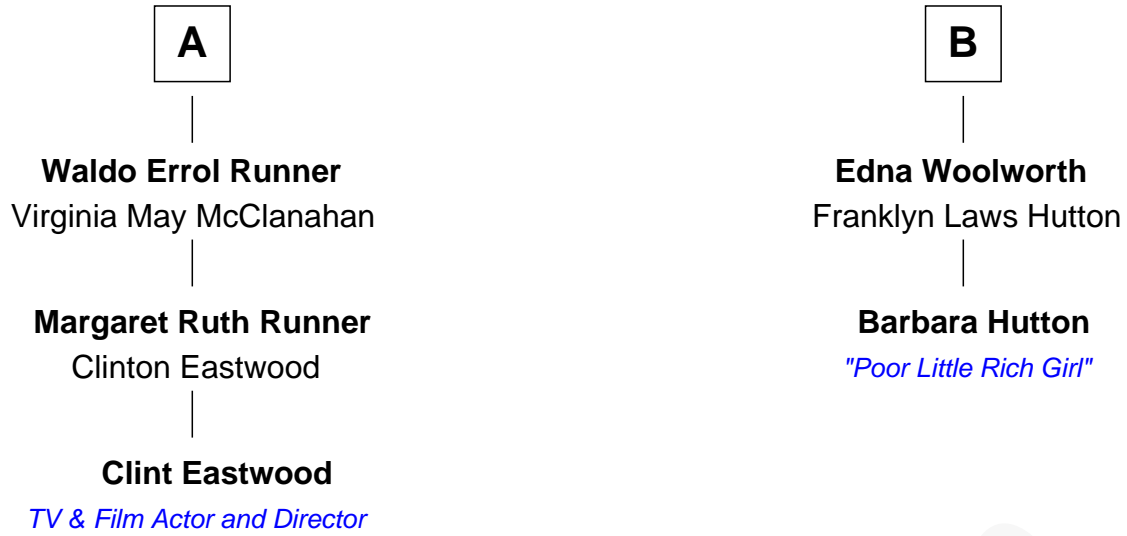 A
Waldo Errol Runner
Virginia May McClanahan
Margaret Ruth Runner
Clinton Eastwood
Clint Eastwood
TV & Film Actor and Director
B
Edna Woolworth
Franklyn Laws Hutton
Barbara Hutton
"Poor Little Rich Girl"